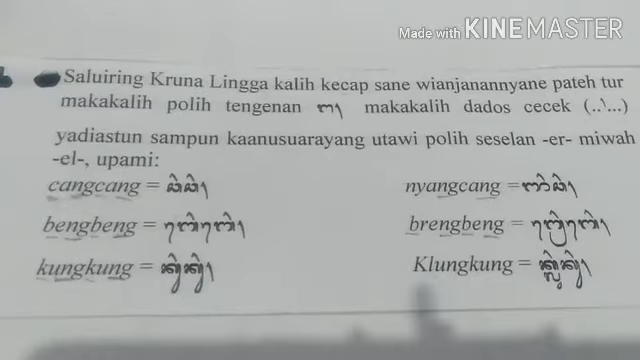 Made with KINEMASTER
Saluiring Kruna Lingga kalih kecap sane wianjanannyane pateh tur
makakalih polih tengenan makakalih dados cecek (..ᬂ...)
yadiastun sampun kaanusuarayang utawi polih seselan -er- miwah
-el-, upami:
cangcang = ᬘᬂᬘᬂ nyangcang =
bengbeng = brengbeng =
kungkung = ᬓᬸᬂᬓᬸᬂ Klungkung =